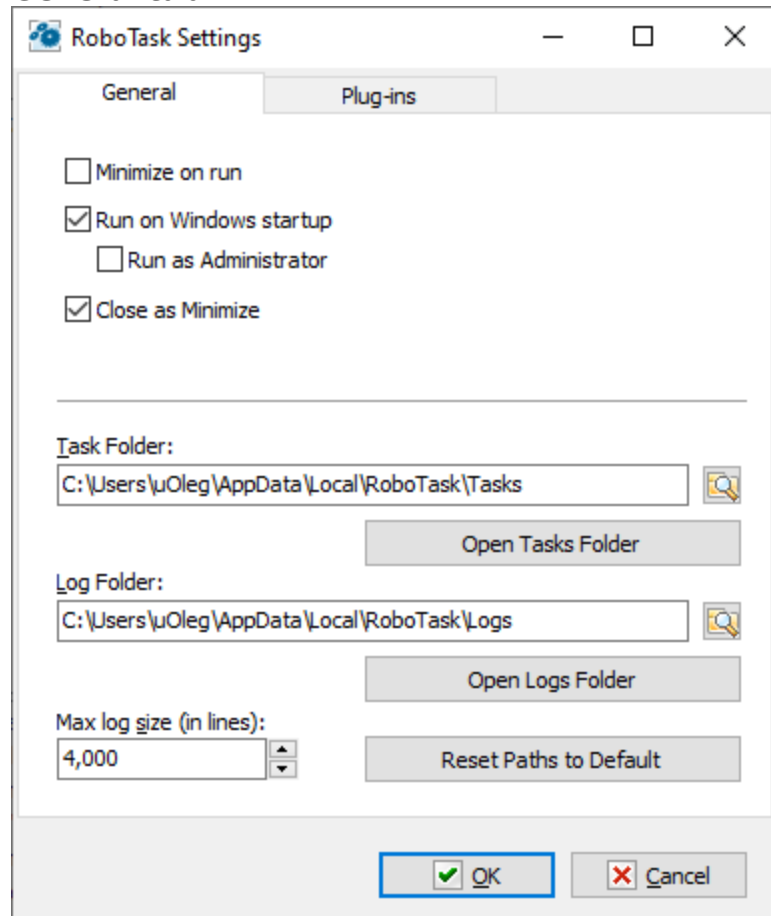 RoboTask Settings
General
Plug-ins
Minimize on run
Run on Windows startup
Run as Administrator
Close as Minimize
Task Folder:
C:\Users\µOleg\AppData\Local\RoboTask\Tasks
Open Tasks Folder
Log Folder:
C:\Users\µOleg\AppData\Local\RoboTask\Logs
Open Logs Folder
Max log size (in lines):
4,000
Reset Paths to Default
OK
Cancel